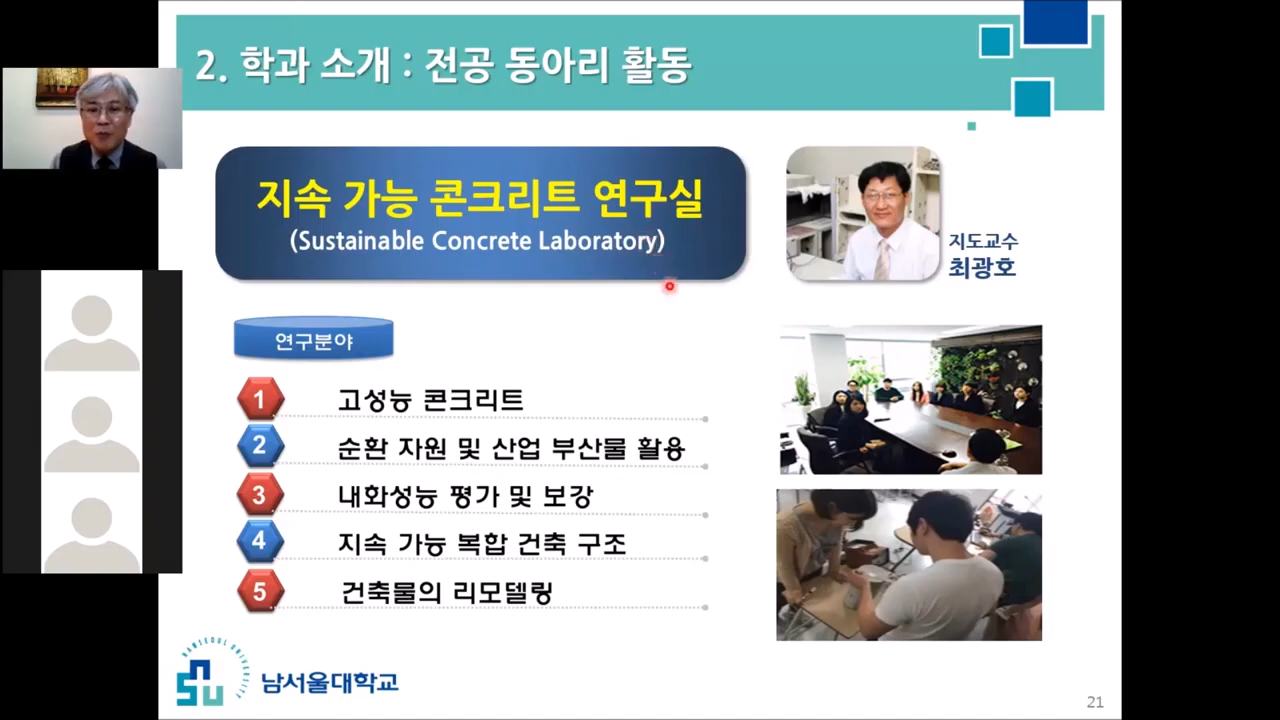 2. 학과 소개 : 전공 동아리 활동
지속 가능 콘크리트 연구실
(Sustainable Concrete Laboratory)
지도교수
최광호
연구분야
1 고성능 콘크리트
2 순환 자원 및 산업 부산물 활용
3 내화성능 평가 및 보강
4 지속 가능 복합 건축 구조
5 건축물의 리모델링
NAMSEOUL UNIVERSITY
nsu
남서울대학교
21